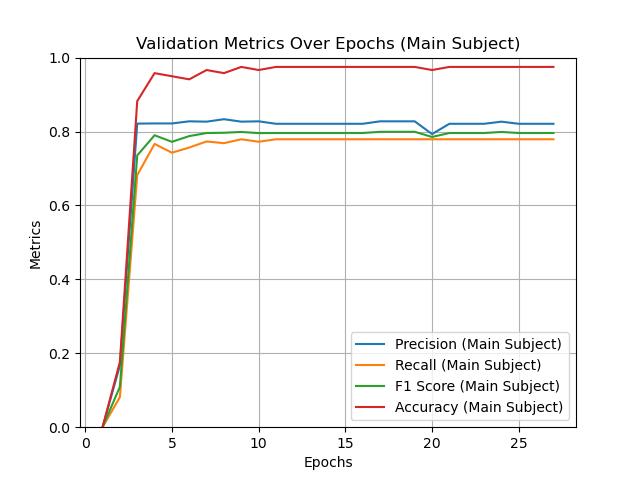 Validation Metrics Over Epochs (Main Subject)
1.0
0.8
0.6
0.4
0.2
0.0
Metrics
Precision (Main Subject)
Recall (Main Subject)
F1 Score (Main Subject)
Accuracy (Main Subject)
0 5 10 15 20 25
Epochs